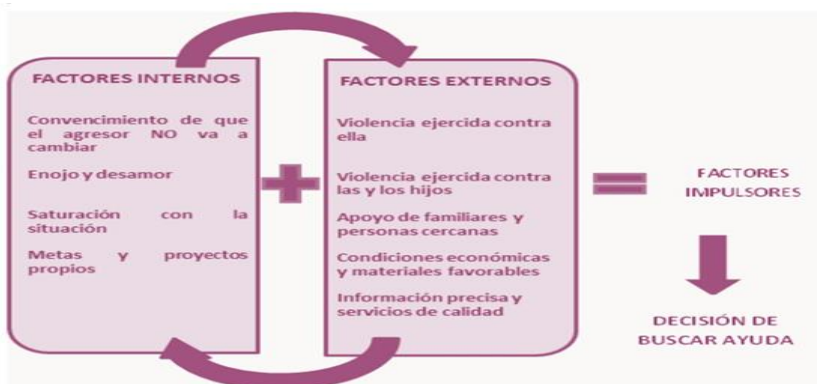 FACTORES INTERNOS
Convencimiento de que
el agresor NO va a
cambiar
Enojo y desamor
Saturación con la
situación
Metas y proyectos
propios
FACTORES EXTERNOS
Violencia ejercida contra
ella
Violencia ejercida contra
las y los hijos
Apoyo de familiares y
personas cercanas
Condiciones económicas
y materiales favorables
Información precisa y
servicios de calidad
FACTORES
IMPULSORES
DECISIÓN DE
BUSCAR AYUDA